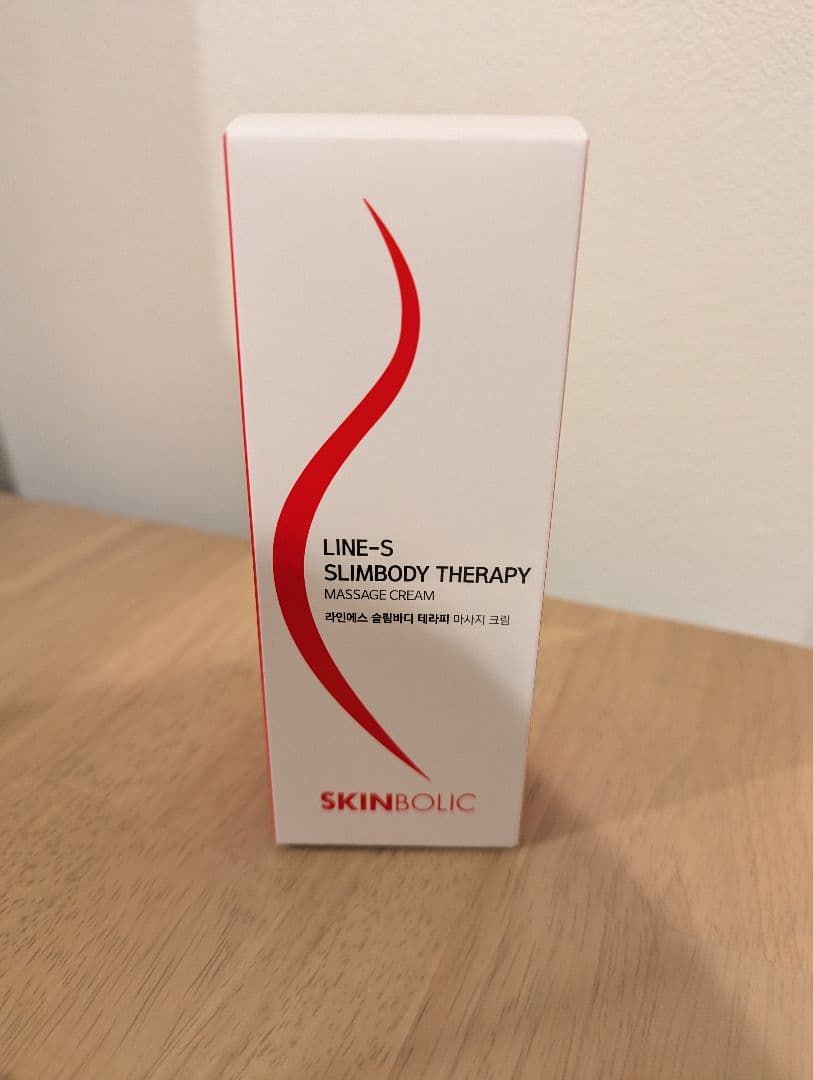 LINE-S
SLIMBODY THERAPY
MASSAGE CREAM
라인에스 슬림바디 테라피 마사지 크림
SKINBOLIC